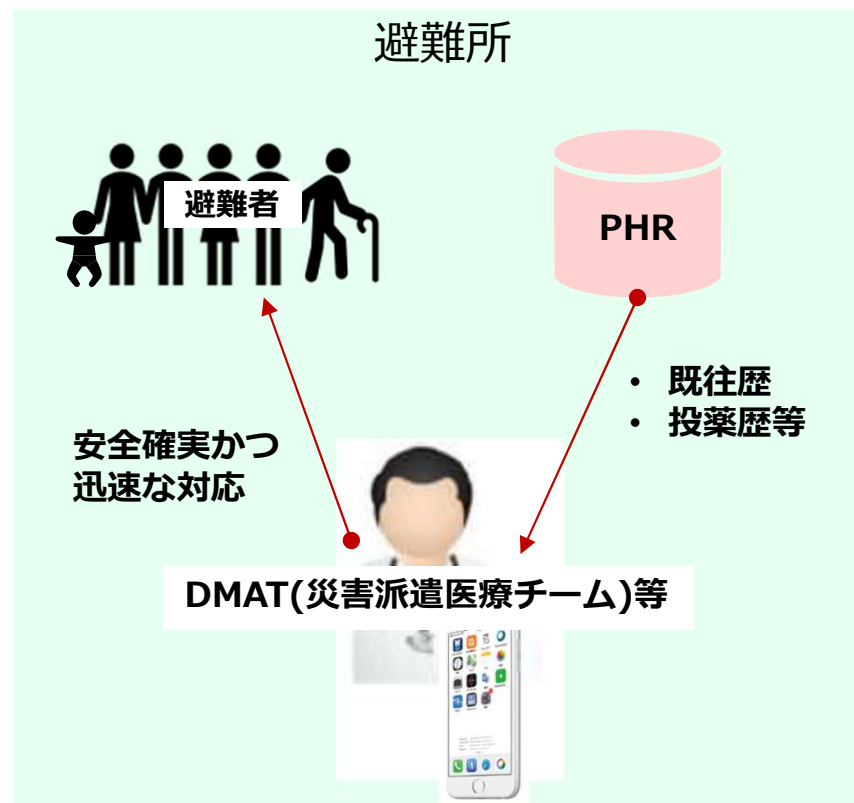 避難所
避難者
PHR
• 既往歴
• 投薬歴等
安全確実かつ
迅速な対応
DMAT(災害派遣医療チーム)等